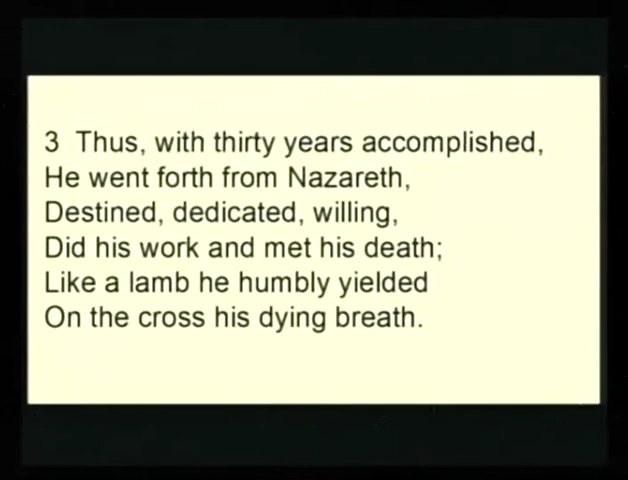 3 Thus, with thirty years accomplished,
He went forth from Nazareth,
Destined, dedicated, willing,
Did his work and met his death;
Like a lamb he humbly yielded
On the cross his dying breath.